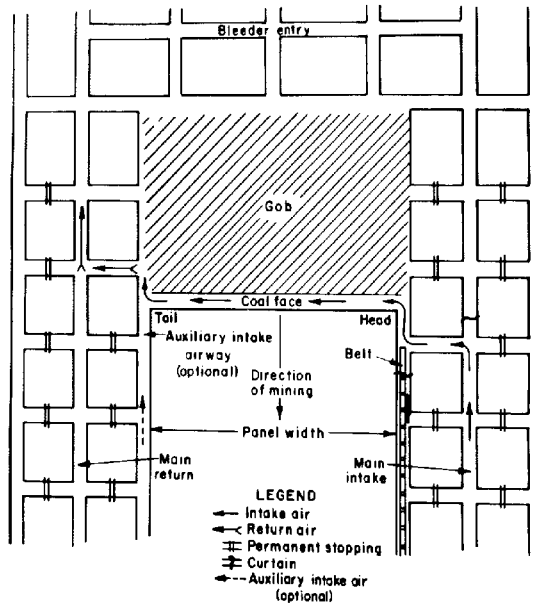 Bleeder entry
Gob
Coal face
Tail
Head
Auxiliary intake
airway
(optional)
Belt
Direction
of mining
Panel width
Main
return
Main
intake
LEGEND
Intake air
Return air
Permanent stopping
Curtain
Auxiliary intake air
(optional)